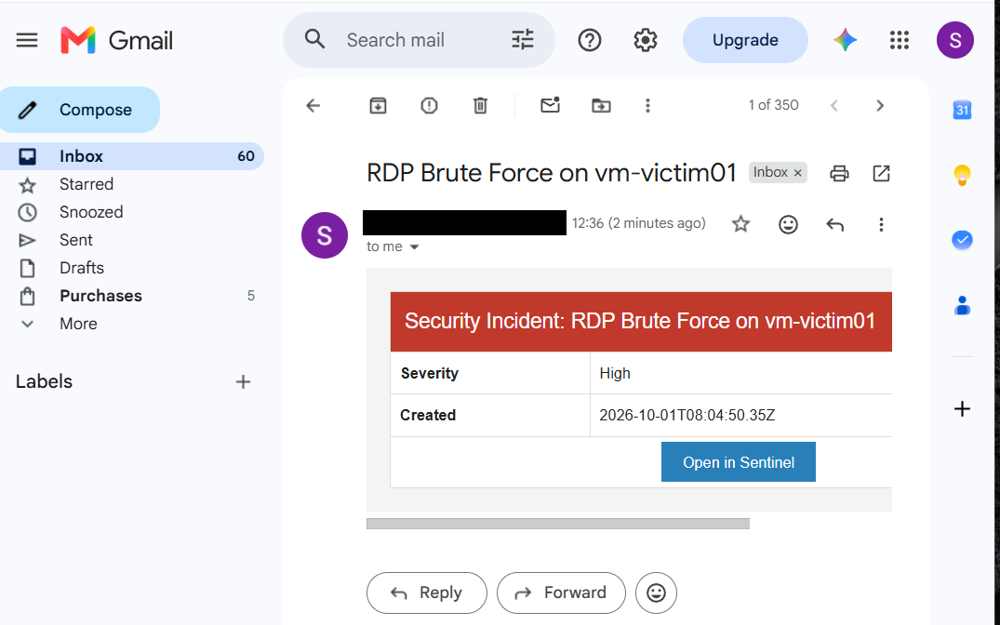 Gmail
Search mail
Upgrade
S
Compose
Inbox 60
Starred
Snoozed
Sent
Drafts
Purchases 5
More
Labels
1 of 350
31
RDP Brute Force on vm-victim01 Inbox ×
S
12:36 (2 minutes ago)
to me
Security Incident: RDP Brute Force on vm-victim01
Severity High
Created 2026-10-01T08:04:50.35Z
Open in Sentinel
Reply
Forward